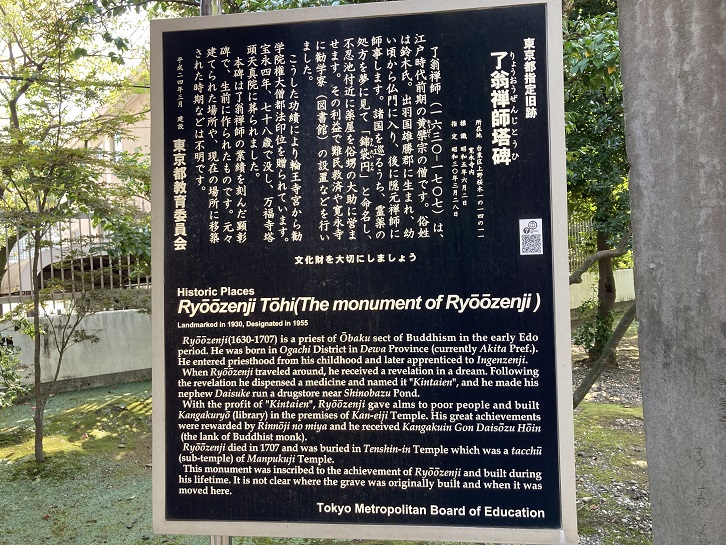 東京都指定旧跡
りょうおうぜんじとうひ
了翁禅師塔碑
所在地 台東区上野桜木一の一四の一一
寛永寺内
標識 昭和五年六月二日
指定 昭和三〇年三月二八日
了翁禅師(一六三〇―一七〇七)は、
江戸時代前期の黄檗宗の僧です。俗姓
は鈴木氏。出羽国雄勝郡に生まれ、幼
い頃から仏門に入り、後に隠元禅師に
師事します。諸国を巡るうち、霊薬の
処方を夢に見て「錦袋円」と命名し、
不忍池付近に薬屋を俗甥の大助に営ま
せます。その利益で難民救済や寛永寺
に勧学寮(図書館)の設置などを行い
ました。
こうした功績により輪王寺宮から勧
学院権大僧都法印位を贈られています。
宝永四年、七十八歳で没し、万福寺塔
頭天真院に葬られました。
本碑は了翁禅師の業績を刻んだ顕彰
碑で、生前に作られたものです。元々
建てられた場所や、現在の場所に移築
された時期などは不明です。
平成二四年三月 建設
東京都教育委員会
文化財を大切にしましょう
Historic Places
Ryōōzenji Tōhi(The monument of Ryōōzenji )
Landmarked in 1930, Designated in 1955
Ryōōzenji(1630-1707) is a priest of Ōbaku sect of Buddhism in the early Edo
period. He was born in Ogachi District in Dewa Province (currently Akita Pref.).
He entered priesthood from his childhood and later apprenticed to Ingenzenji.
When Ryōōzenji traveled around, he received a revelation in a dream. Following
the revelation he dispensed a medicine and named it "Kintaien", and he made his
nephew Daisuke run a drugstore near Shinobazu Pond.
With the profit of "Kintaien", Ryōōzenji gave alms to poor people and built
Kangakuryō (library) in the premises of Kan-eiji Temple. His great achievements
were rewarded by Rinnōji no miya and he received Kangakuin Gon Daisōzu Hōin
(the lank of Buddhist monk).
Ryōōzenji died in 1707 and was buried in Tenshin-in Temple which was a tacchū
(sub-temple) of Manpukuji Temple.
This monument was inscribed to the achievement of Ryōōzenji and built during
his lifetime. It is not clear where the grave was originally built and when it was
moved here.
Tokyo Metropolitan Board of Education